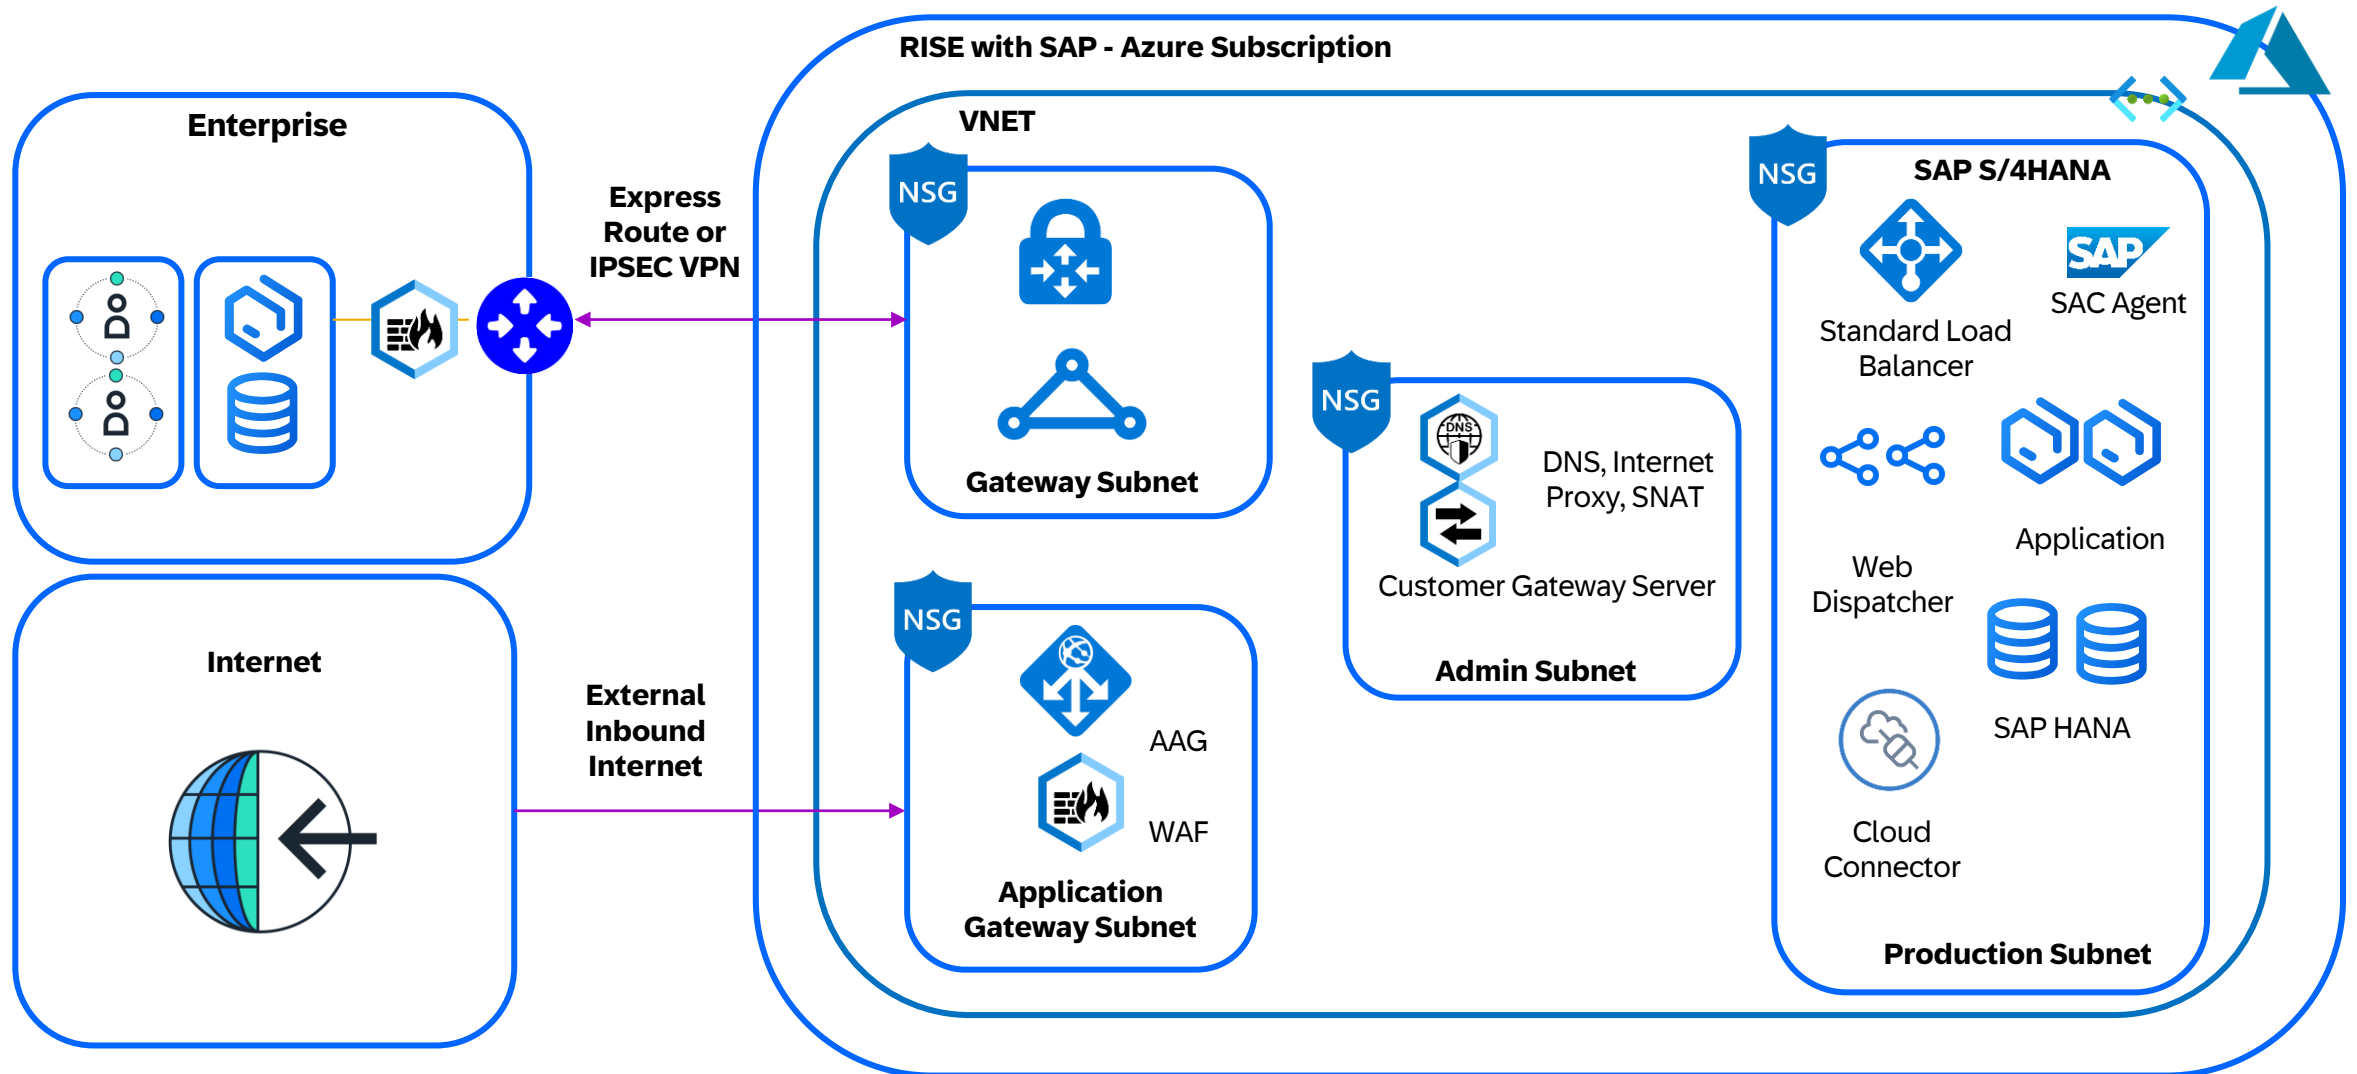 RISE with SAP - Azure Subscription
Enterprise
Do
Do
Express
Route or
IPSEC VPN
VNET
NSG
Gateway Subnet
NSG
DNS
DNS, Internet
Proxy, SNAT
Customer Gateway Server
Admin Subnet
NSG
SAP S/4HANA
SAP
SAC Agent
Standard Load
Balancer
Application
Web
Dispatcher
SAP HANA
Cloud
Connector
Production Subnet
Internet
External
Inbound
Internet
NSG
AAG
WAF
Application
Gateway Subnet